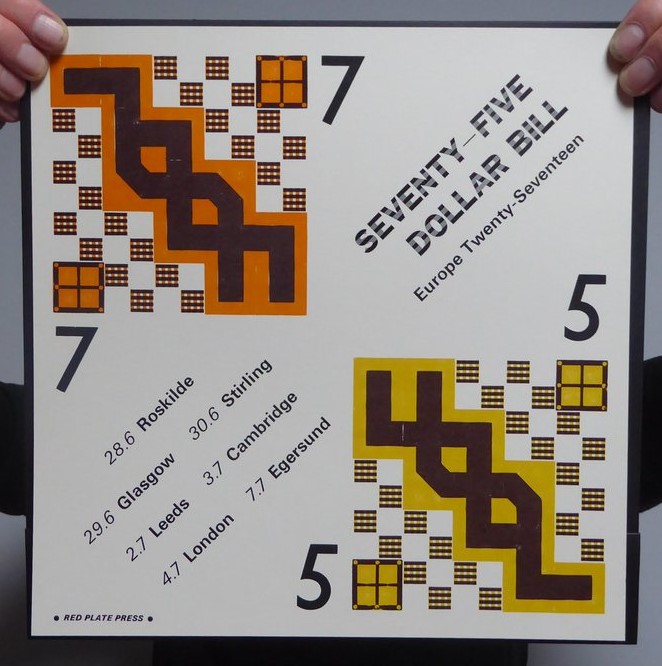 7
SEVENTY–FIVE
DOLLAR BILL
Europe Twenty-Seventeen
7
5
28.6 Roskilde
29.6 Glasgow
30.6 Stirling
2.7 Leeds
3.7 Cambridge
4.7 London
7.7 Egersund
5
• RED PLATE PRESS •